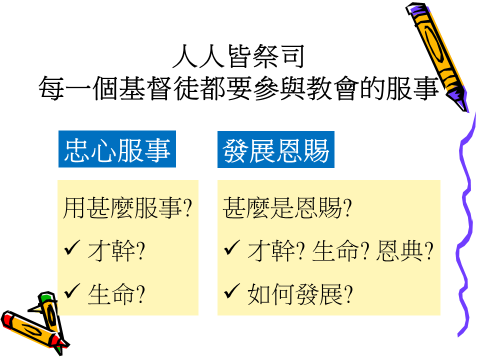 人人皆祭司
每一個基督徒都要參與教會的服事
忠心服事
用甚麼服事?
✓ 才幹?
✓ 生命?
發展恩賜
甚麼是恩賜?
✓ 才幹? 生命? 恩典?
✓ 如何發展?